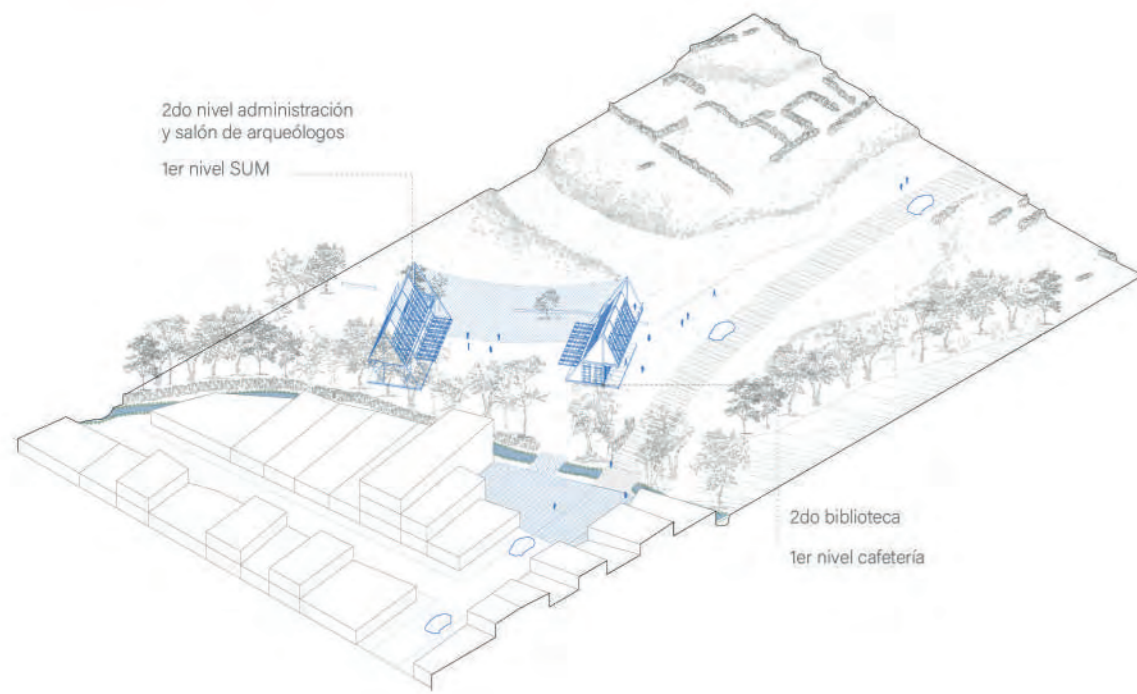 2do nivel administración
y salón de arqueólogos
1er nivel SUM
2do biblioteca
1er nivel cafetería